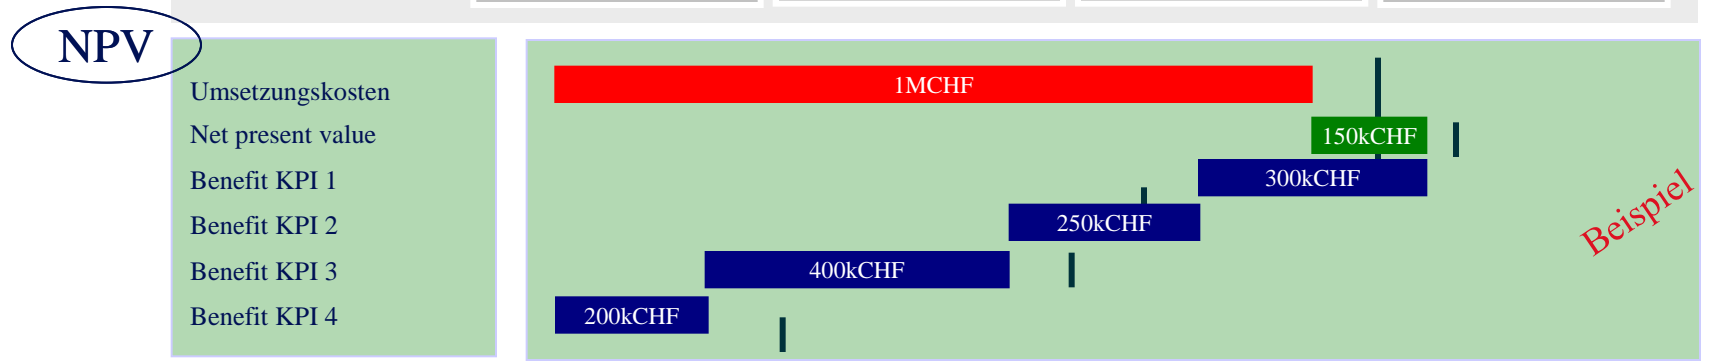 NPV
Umsetzungskosten
1MCHF
Net present value
150kCHF
Benefit KPI 1
300kCHF
Benefit KPI 2
250kCHF
Benefit KPI 3
400kCHF
Benefit KPI 4
200kCHF
Beispiel